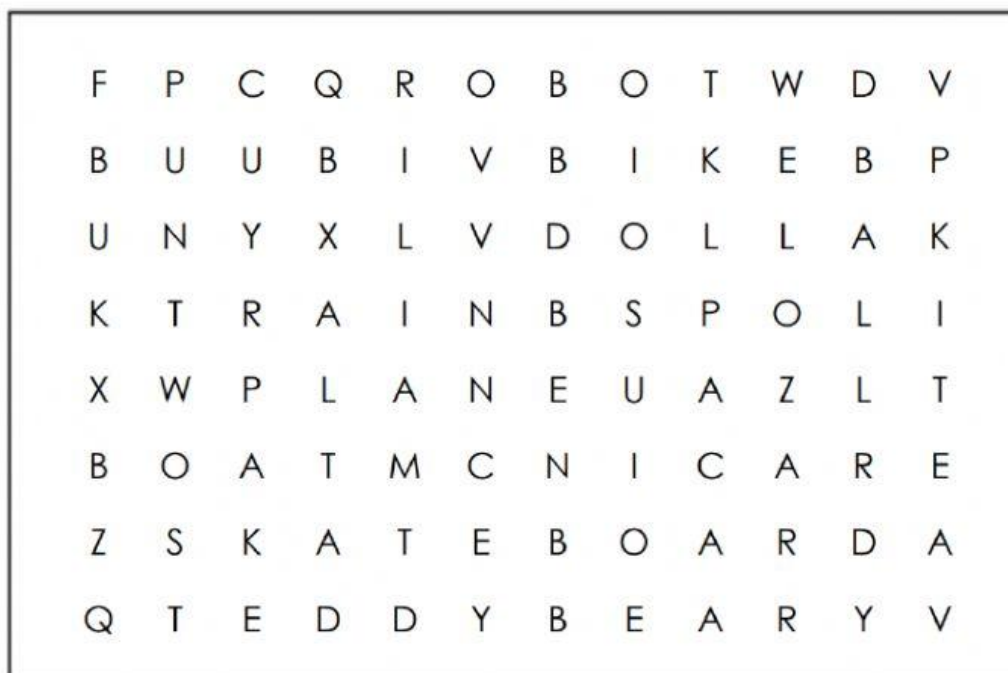 F P C Q R O B O T W D V
B U U B I V B I K E B P
U N Y X L V D O L L A K
K T R A I N B S P O L I
X W P L A N E U A Z L T
B O A T M C N I C A R E
Z S K A T E B O A R D A
Q T E D D Y B E A R Y V